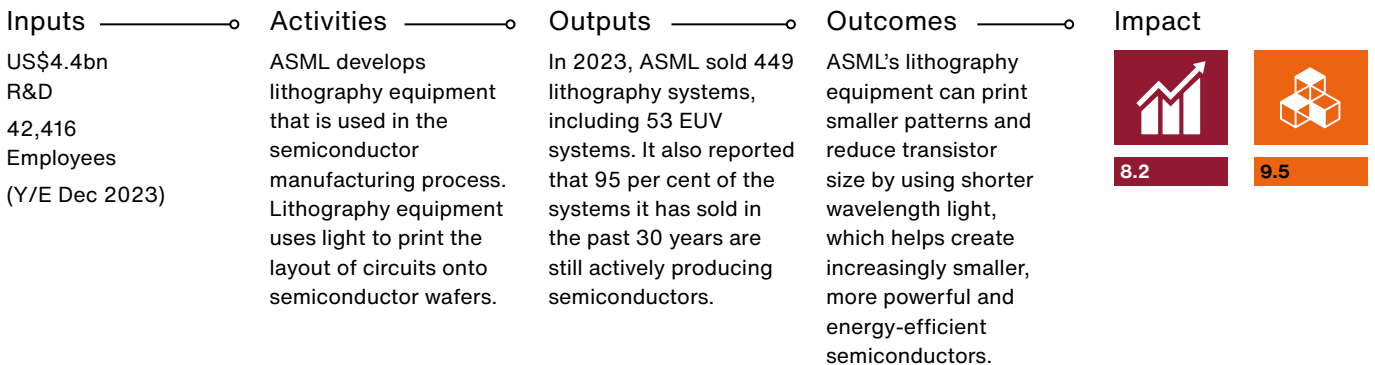 Inputs
US$4.4bn
R&D
42,416
Employees
(Y/E Dec 2023)
Activities
ASML develops
lithography equipment
that is used in the
semiconductor
manufacturing process.
Lithography equipment
uses light to print the
layout of circuits onto
semiconductor wafers.
Outputs
In 2023, ASML sold 449
lithography systems,
including 53 EUV
systems. It also reported
that 95 per cent of the
systems it has sold in
the past 30 years are
still actively producing
semiconductors.
Outcomes
ASML’s lithography
equipment can print
smaller patterns and
reduce transistor
size by using shorter
wavelength light,
which helps create
increasingly smaller,
more powerful and
energy-efficient
semiconductors.
Impact
8.2
9.5